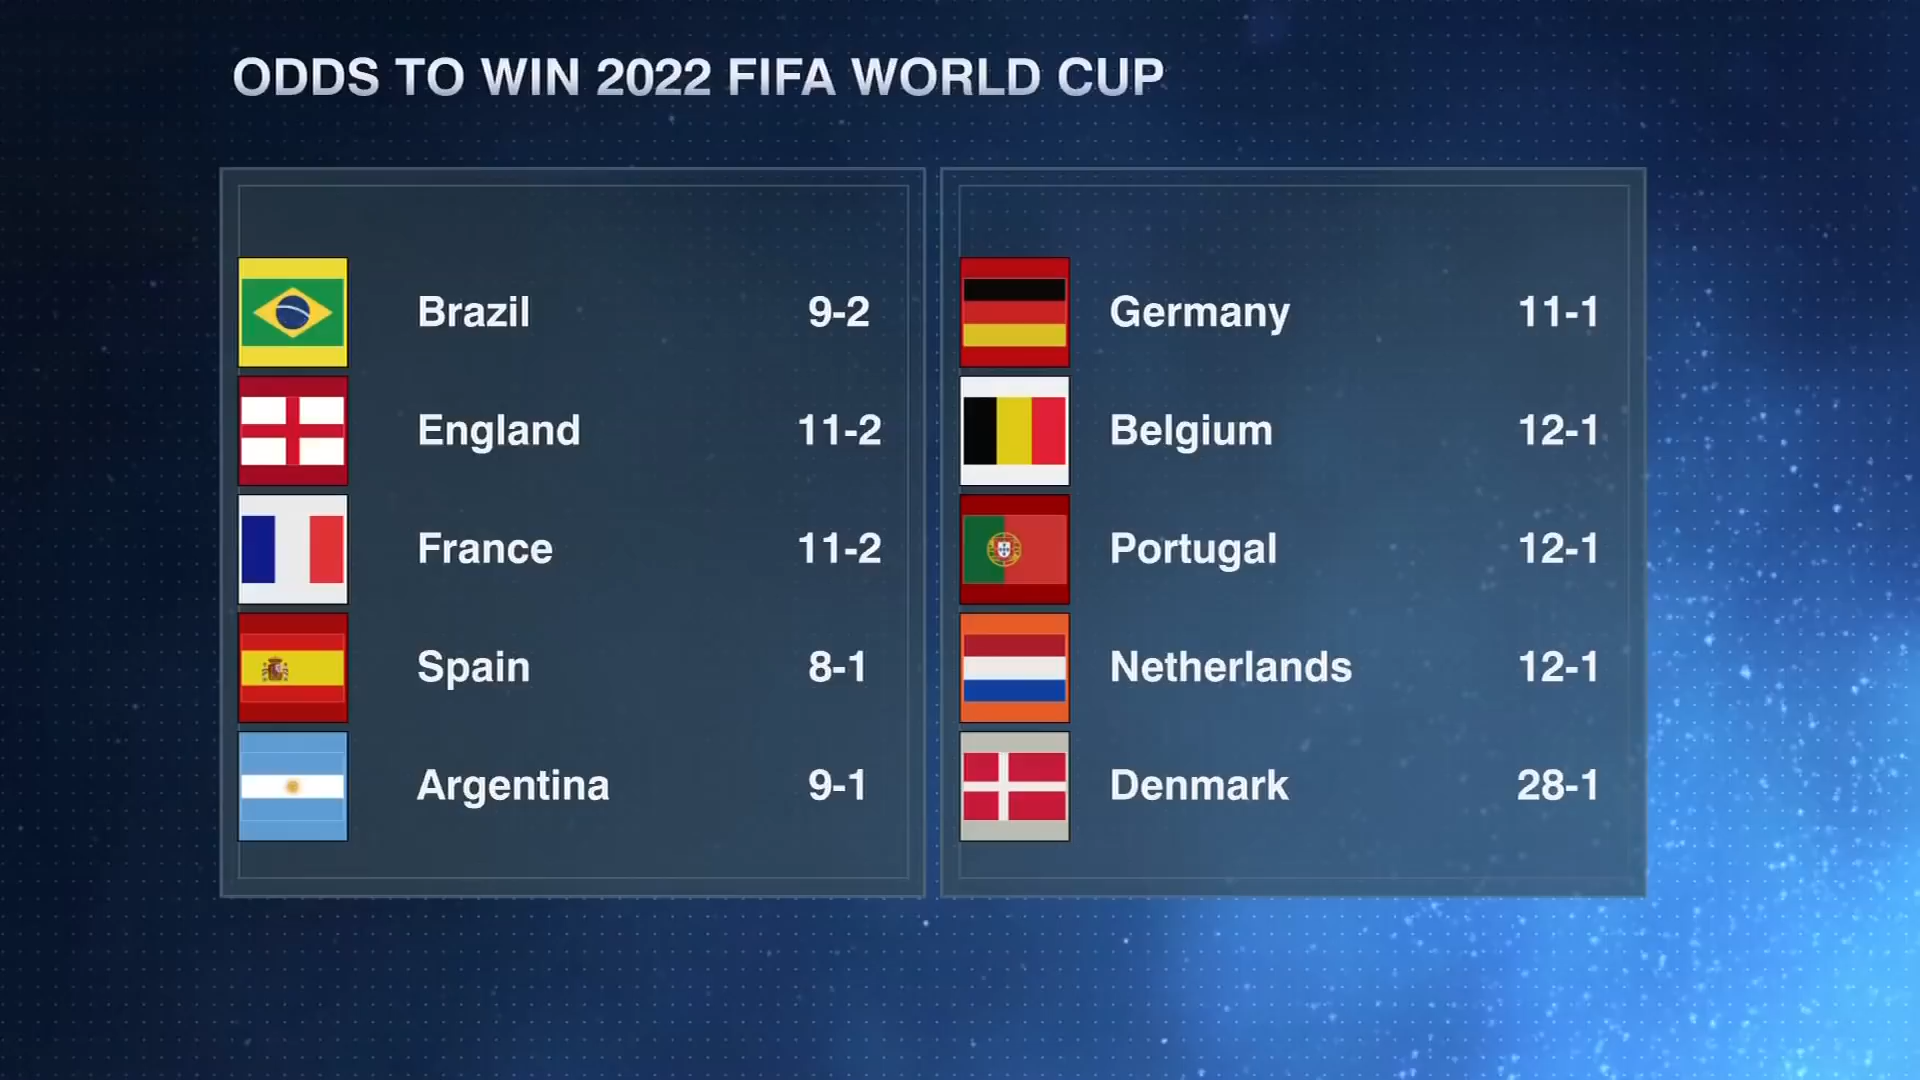 ODDS TO WIN 2022 FIFA WORLD CUP
Brazil 9-2
England 11-2
France 11-2
Spain 8-1
Argentina 9-1
Germany 11-1
Belgium 12-1
Portugal 12-1
Netherlands 12-1
Denmark 28-1